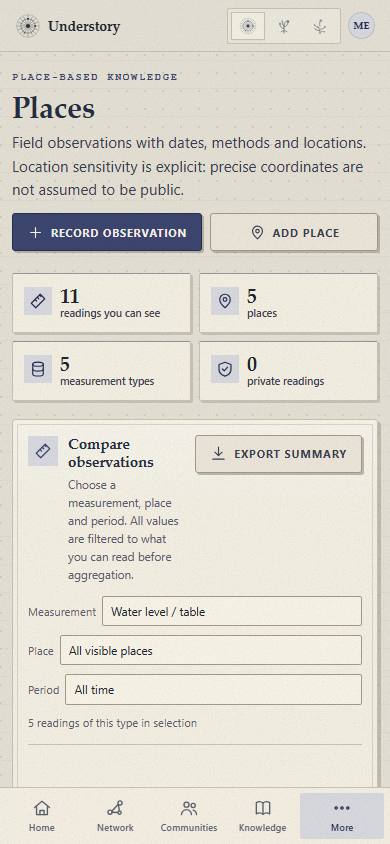 Understory
ME
PLACE-BASED KNOWLEDGE
Places
Field observations with dates, methods and locations.
Location sensitivity is explicit: precise coordinates are
not assumed to be public.
RECORD OBSERVATION
ADD PLACE
11
readings you can see
5
places
5
measurement types
0
private readings
Compare
observations
EXPORT SUMMARY
Choose a
measurement, place
and period. All values
are filtered to what
you can read before
aggregation.
Measurement Water level / table
Place All visible places
Period All time
5 readings of this type in selection
Home Network Communities Knowledge More